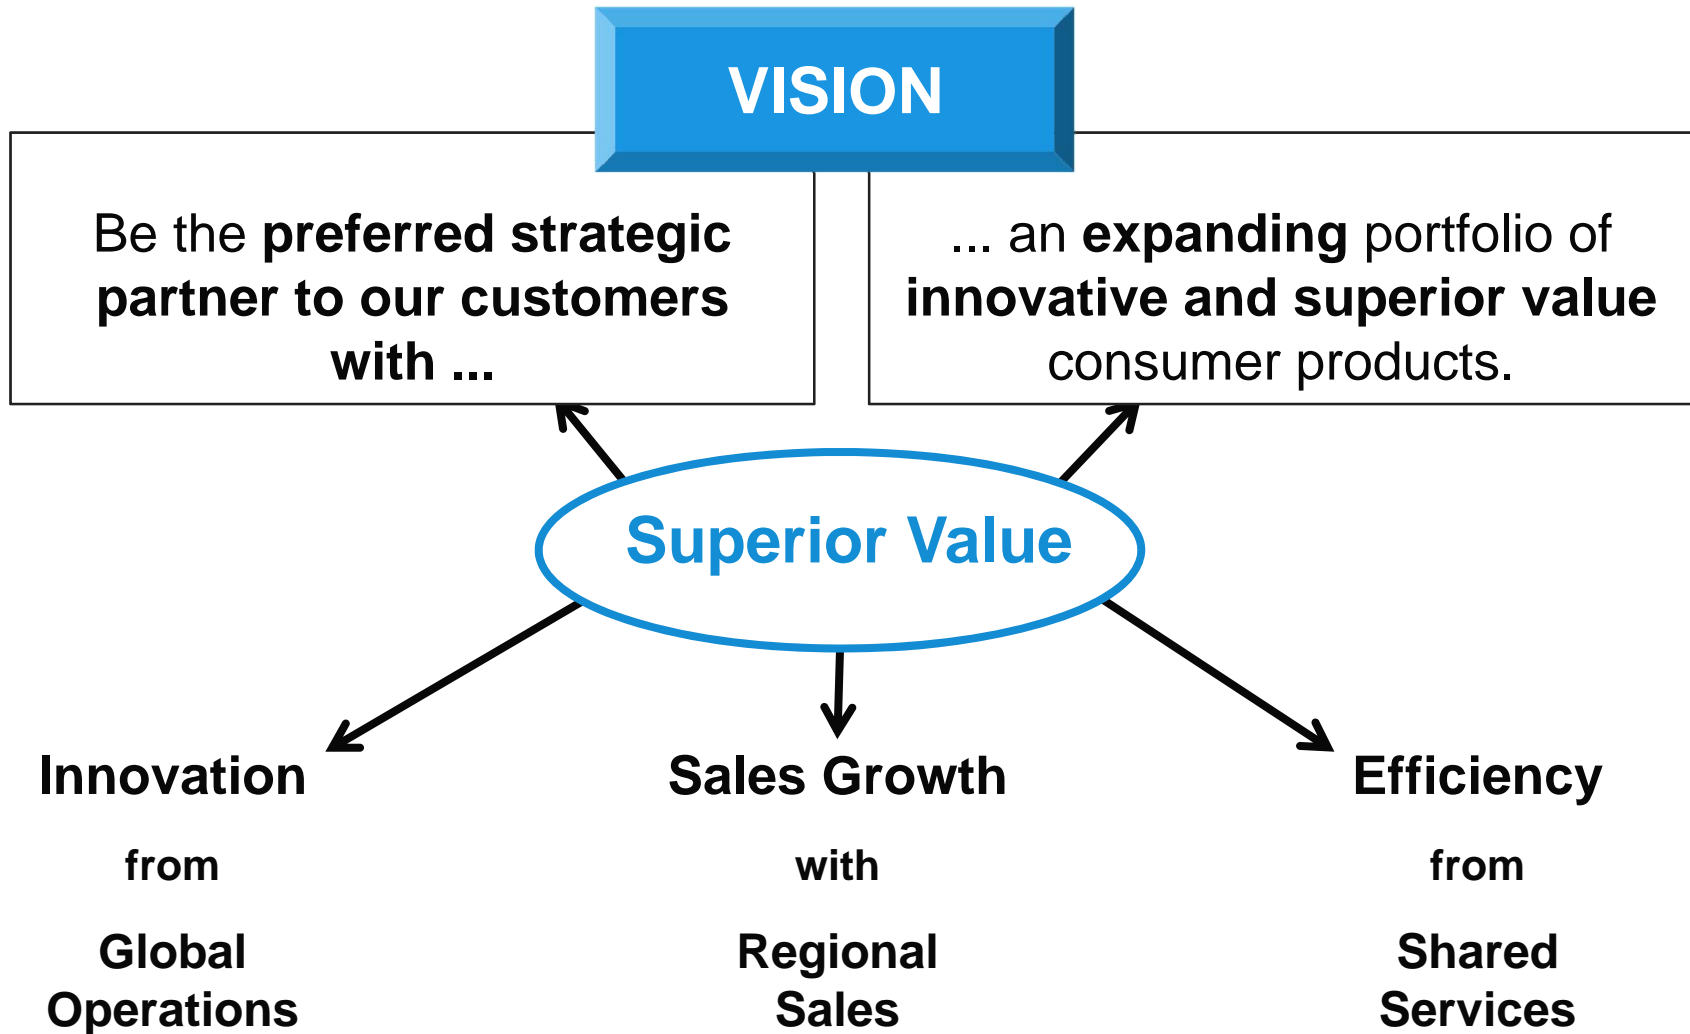 VISION
Be the preferred strategic
partner to our customers
with ...
... an expanding portfolio of
innovative and superior value
consumer products.
Superior Value
Innovation
from
Global
Operations
Sales Growth
with
Regional
Sales
Efficiency
from
Shared
Services